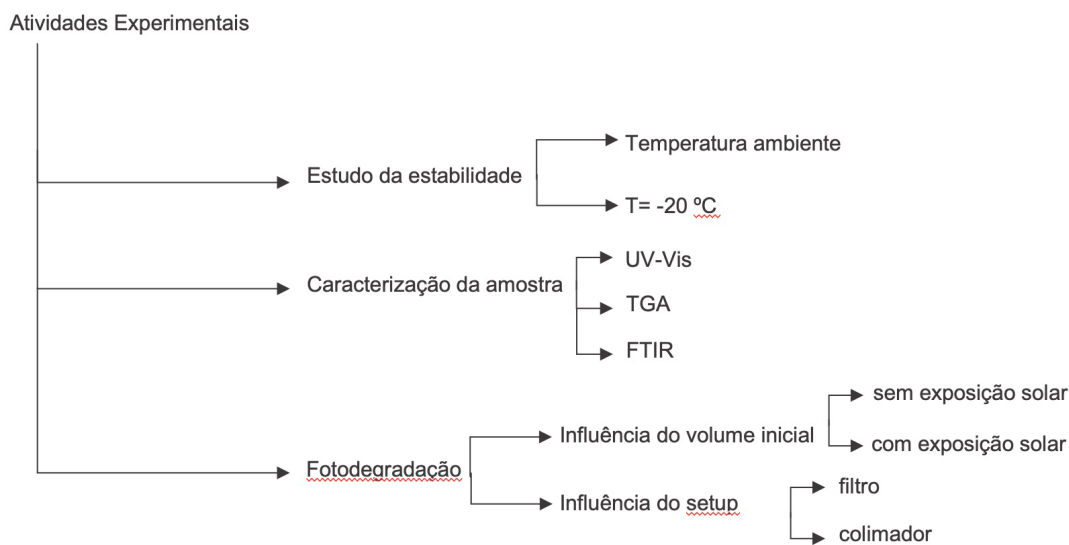 Atividades Experimentais
Estudo da estabilidade
Temperatura ambiente
T= -20 ºC
Caracterização da amostra
UV-Vis
TGA
FTIR
Fotodegradação
Influência do volume inicial
sem exposição solar
com exposição solar
Influência do setup
filtro
colimador